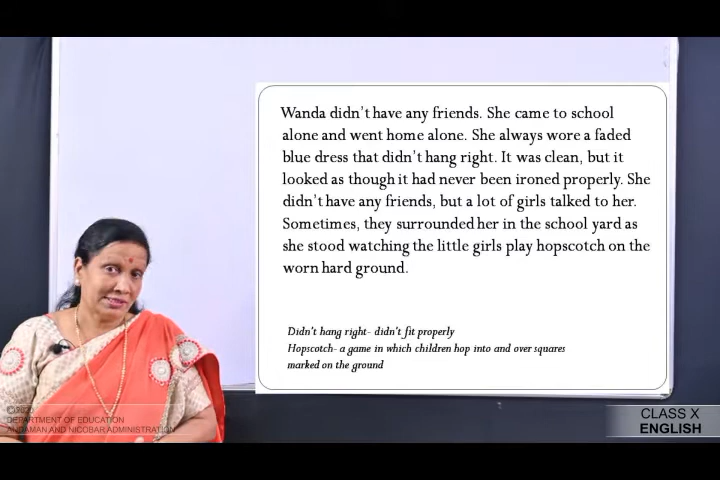 Wanda didn't have any friends. She came to school
alone and went home alone. She always wore a faded
blue dress that didn't hang right. It was clean, but it
looked as though it had never been ironed properly. She
didn't have any friends, but a lot of girls talked to her.
Sometimes, they surrounded her in the school yard as
she stood watching the little girls play hopscotch on the
worn hard ground.
Didn't hang right- didn't fit properly
Hopscotch- a game in which children hop into and over squares
marked on the ground
©2020
DEPARTMENT OF EDUCATION
ANDAMAN AND NICOBAR ADMINISTRATION
CLASS X
ENGLISH